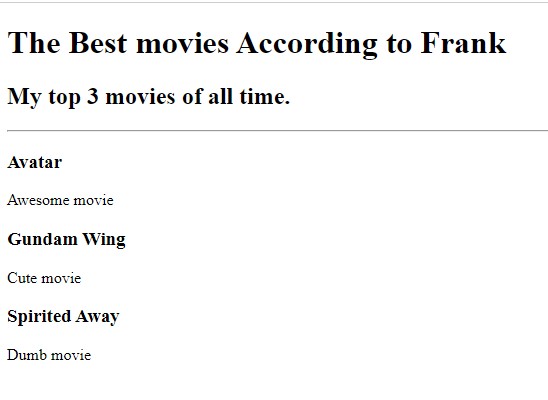 The Best movies According to Frank
My top 3 movies of all time.
Avatar
Awesome movie
Gundam Wing
Cute movie
Spirited Away
Dumb movie